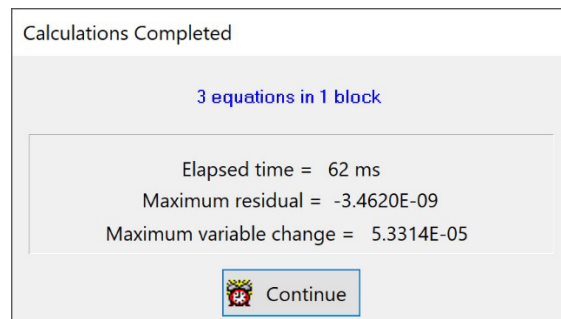 Calculations Completed
3 equations in 1 block
Elapsed time = 62 ms
Maximum residual = -3.4620E-09
Maximum variable change = 5.3314E-05
Continue